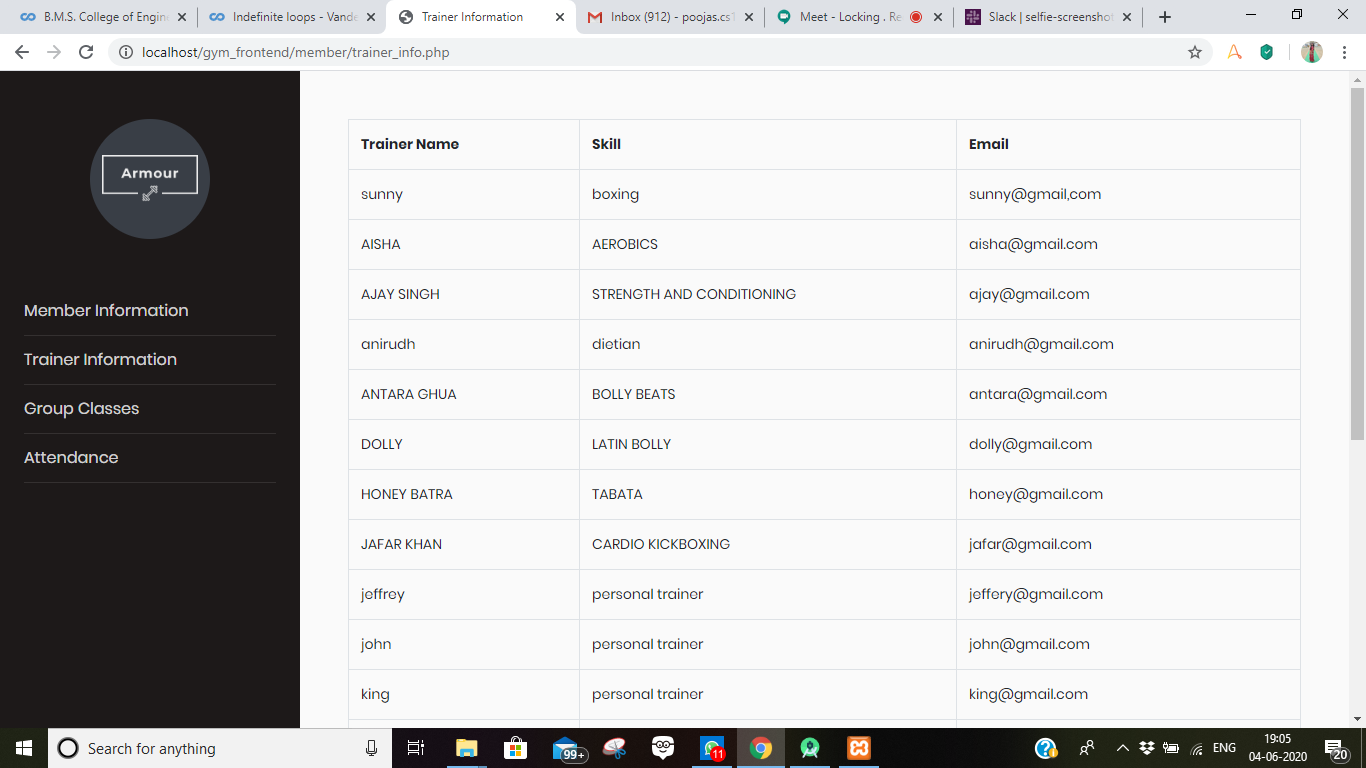 B.M.S. College of Engin
Indefinite loops - Vande
Trainer Information
Inbox (912) - poojas.cs1
Meet - Locking . Re
Slack | selfie-screenshot
localhost/gym_frontend/member/trainer_info.php
Armour
Member Information
Trainer Information
Group Classes
Attendance
Trainer Name Skill Email
sunny boxing sunny@gmail,com
AISHA AEROBICS aisha@gmail.com
AJAY SINGH STRENGTH AND CONDITIONING ajay@gmail.com
anirudh dietian anirudh@gmail.com
ANTARA GHUA BOLLY BEATS antara@gmail.com
DOLLY LATIN BOLLY dolly@gmail.com
HONEY BATRA TABATA honey@gmail.com
JAFAR KHAN CARDIO KICKBOXING jafar@gmail.com
jeffrey personal trainer jeffery@gmail.com
john personal trainer john@gmail.com
king personal trainer king@gmail.com
Search for anything
99+
11
ENG
19:05
04-06-2020
20